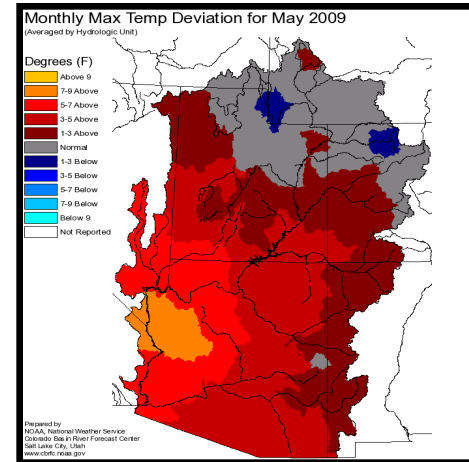 Monthly Max Temp Deviation for May 2009
(Averaged by Hydrologic Unit)
Degrees (F)
Above 9
7-9 Above
5-7 Above
3-5 Above
1-3 Above
Normal
1-3 Below
3-5 Below
5-7 Below
7-9 Below
Below 9
Not Reported
Prepared by
NOAA, National Weather Service
Colorado Basin River Forecast Center
Salt Lake City, Utah
www.cbrfc.noaa.gov